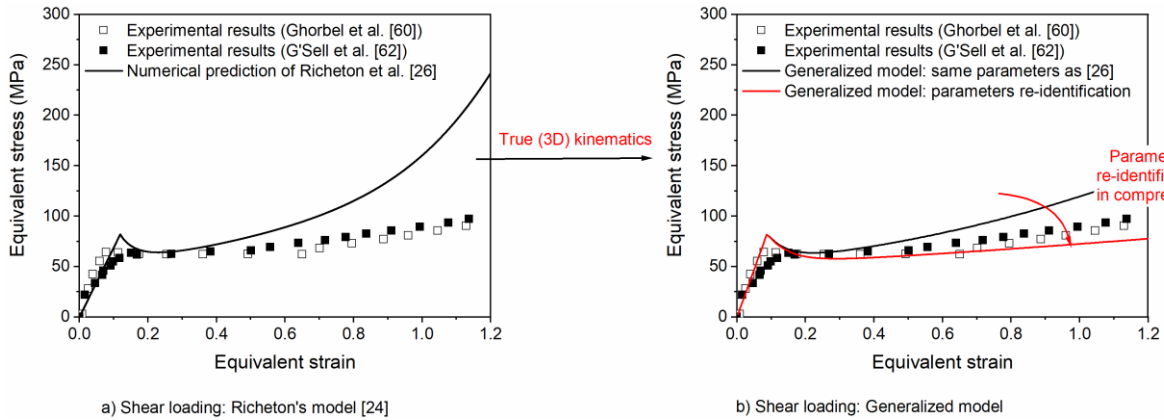 300
250
200
150
100
50
0
Equivalent stress (MPa)
Experimental results (Ghorbel et al. [60])
Experimental results (G'Sell et al. [62])
Numerical prediction of Richeton et al. [26]
0.0 0.2 0.4 0.6 0.8 1.0 1.2
Equivalent strain
a) Shear loading: Richeton's model [24]
True (3D) kinematics
300
250
200
150
100
50
0
Equivalent stress (MPa)
Experimental results (Ghorbel et al. [60])
Experimental results (G'Sell et al. [62])
Generalized model: same parameters as [26]
Generalized model: parameters re-identification
Parame
re-identifi
in compre
0.0 0.2 0.4 0.6 0.8 1.0 1.2
Equivalent strain
b) Shear loading: Generalized model